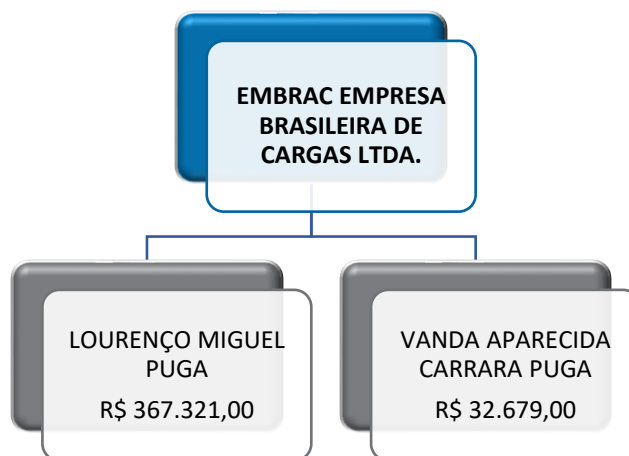 EMBRAC EMPRESA
BRASILEIRA DE
CARGAS LTDA.
LOURENÇO MIGUEL
PUGA
R$ 367.321,00
VANDA APARECIDA
CARRARA PUGA
R$ 32.679,00